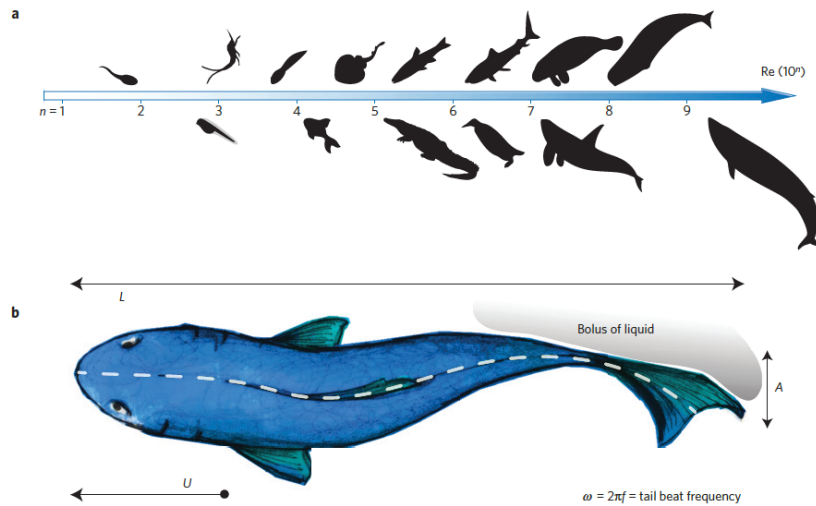 a
Re (10ⁿ)
n = 1 2 3 4 5 6 7 8 9
L
b
Bolus of liquid
A
U
ω = 2πf = tail beat frequency